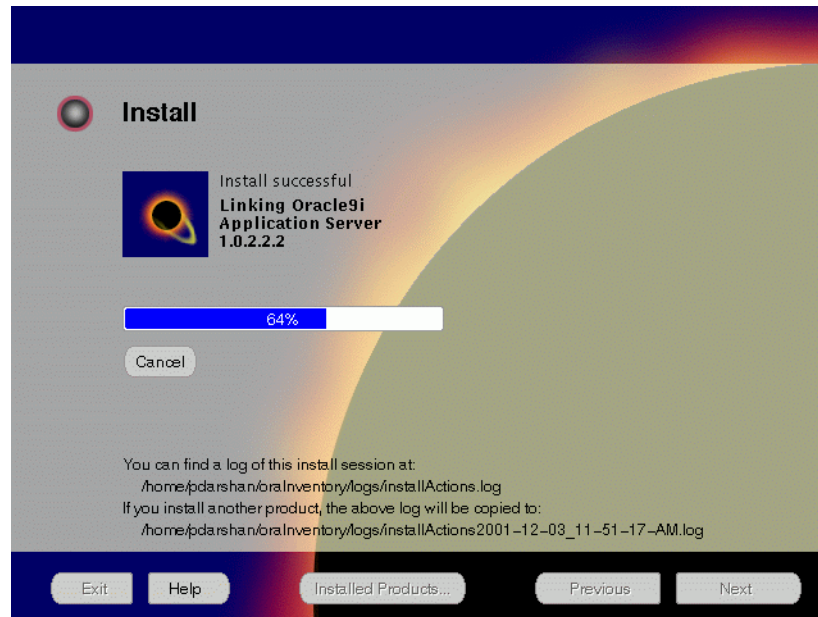 Install
Install successful
Linking Oracle9i
Application Server
1.0.2.2.2
64%
Cancel
You can find a log of this install session at:
/home/pdarshan/oraInventory/logs/installActions.log
If you install another product, the above log will be copied to:
/home/pdarshan/oraInventory/logs/installActions2001-12-03_11-51-17-AM.log
Exit
Help
Installed Products...
Previous
Next